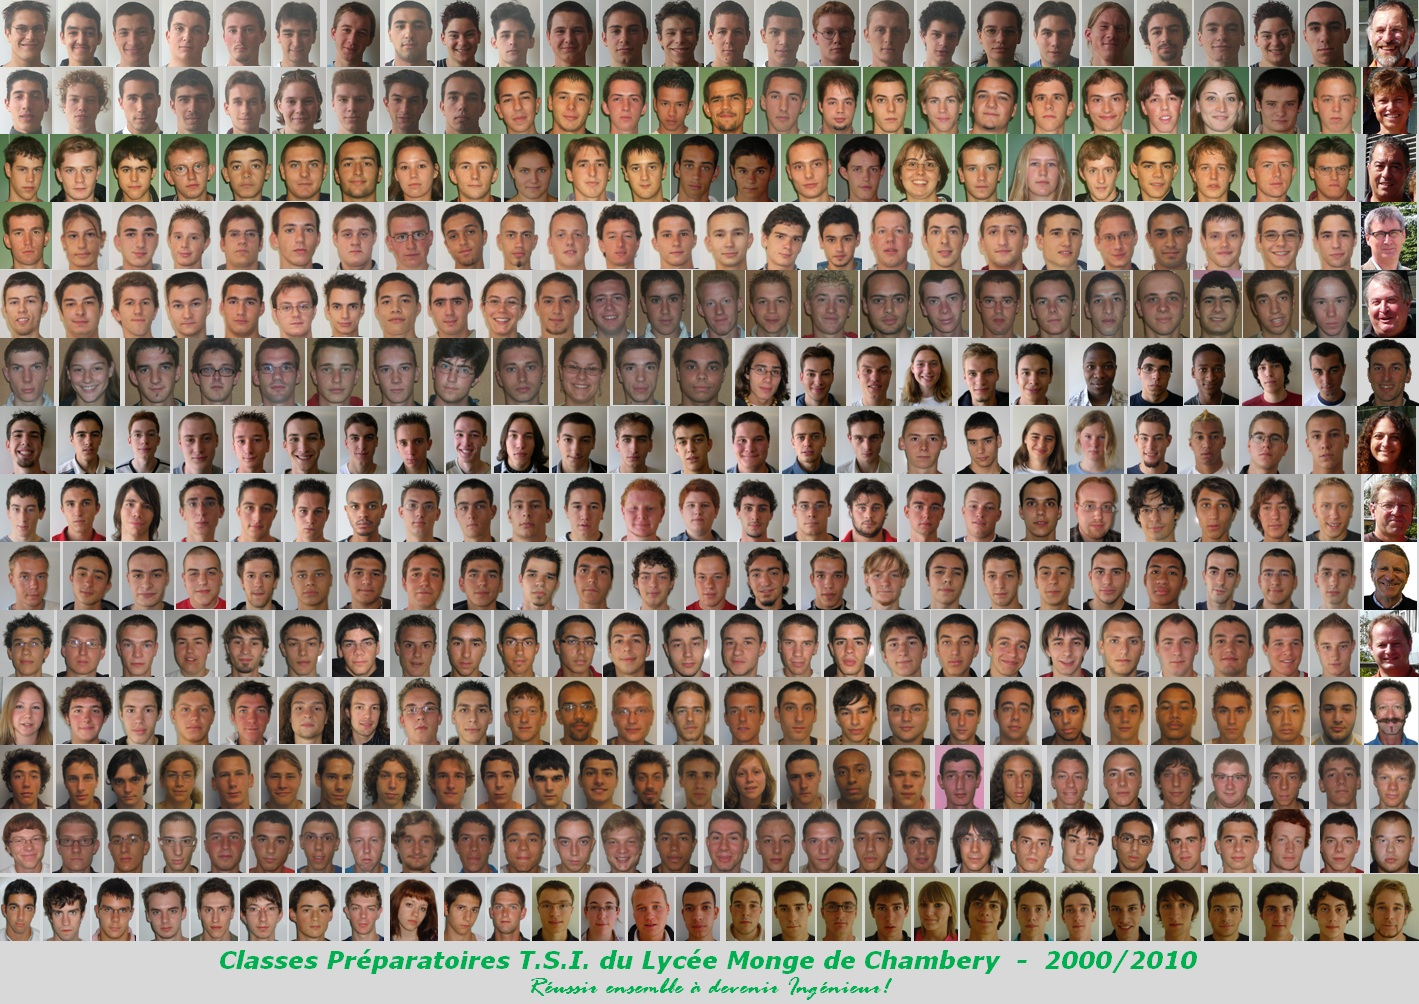 Classes Préparatoires T.S.I. du Lycée Monge de Chambery - 2000/2010
Réussir ensemble à devenir Ingénieur!